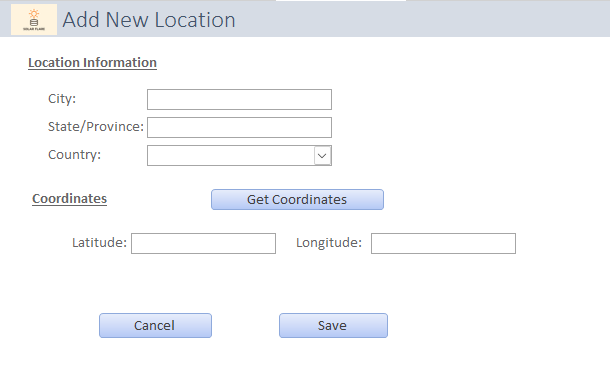 SOLAR FLARE
Add New Location
Location Information
City:
State/Province:
Country:
Coordinates
Get Coordinates
Latitude:
Longitude:
Cancel
Save